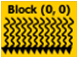 Block (0, 0)